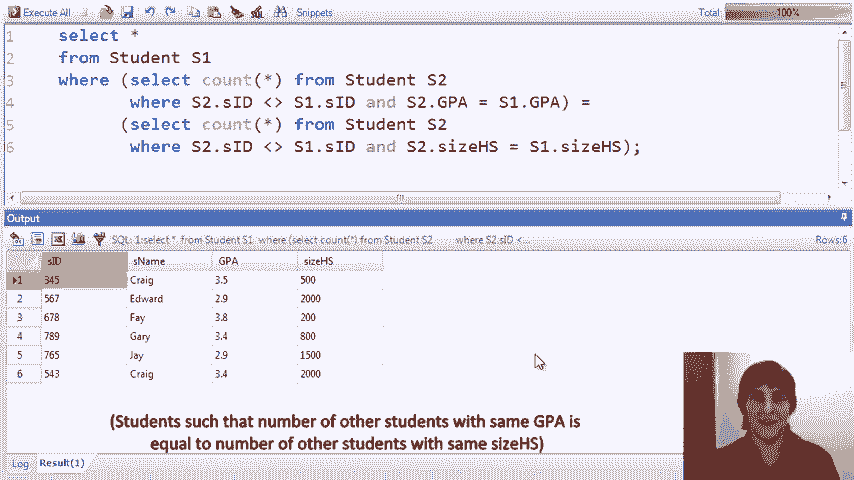 Execute All Snippets Total: 100%
1 select *
2 from Student S1
3 where (select count(*) from Student S2
4 where S2.sID <> S1.sID and S2.GPA = S1.GPA) =
5 (select count(*) from Student S2
6 where S2.sID <> S1.sID and S2.sizeHS = S1.sizeHS);
Output
SQL: 1:select * from Student S1 where (select count(*) from Student S2 where S2.sID <... Rows:6
sID sName GPA sizeHS
1 345 Craig 3.5 500
2 567 Edward 2.9 2000
3 678 Fay 3.8 200
4 789 Gary 3.4 800
5 765 Jay 2.9 1500
6 543 Craig 3.4 2000
(Students such that number of other students with same GPA is
equal to number of other students with same sizeHS)
Log Result(1)